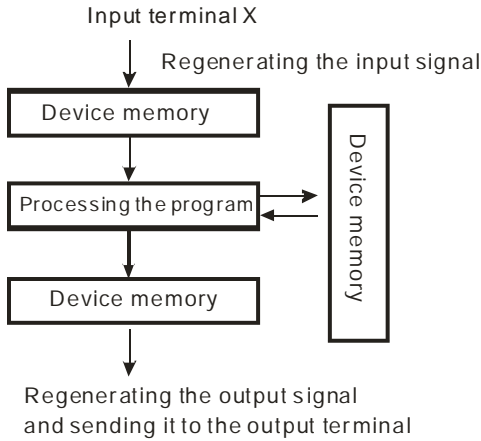 Input terminal X
Regenerating the input signal
Device memory
Device memory
Processing the program
Device memory
Regenerating the output signal
and sending it to the output terminal